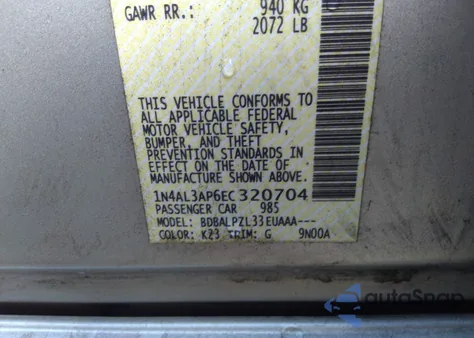 GAWR RR.: 940 KG
2072 LB
THIS VEHICLE CONFORMS TO
ALL APPLICABLE FEDERAL
MOTOR VEHICLE SAFETY,
BUMPER, AND THEFT
PREVENTION STANDARDS IN
EFFECT ON THE DATE OF
MANUFACTURE SHOWN ABOVE.
1N4AL3AP6EC320704
PASSENGER CAR 985
MODEL: BDBALPZL33EUAAA---
COLOR: K23 TRIM: G 9N00A
autoSnap